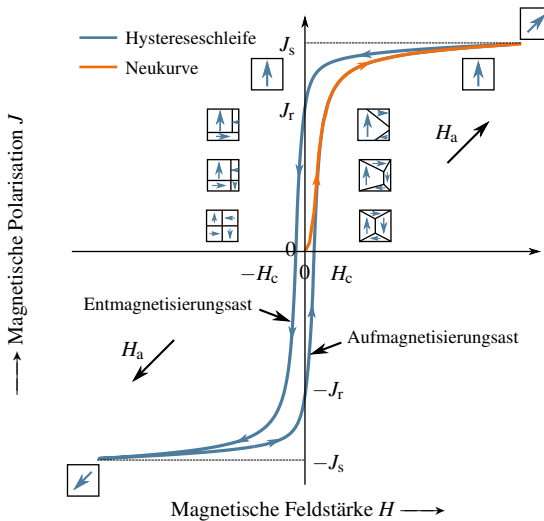 Hystereseschleife
Neukurve
J_s
J_r
H_a
0
−H_c 0 H_c
Entmagnetisierungsast
Aufmagnetisierungsast
H_a
−J_r
−J_s
Magnetische Polarisation J
Magnetische Feldstärke H